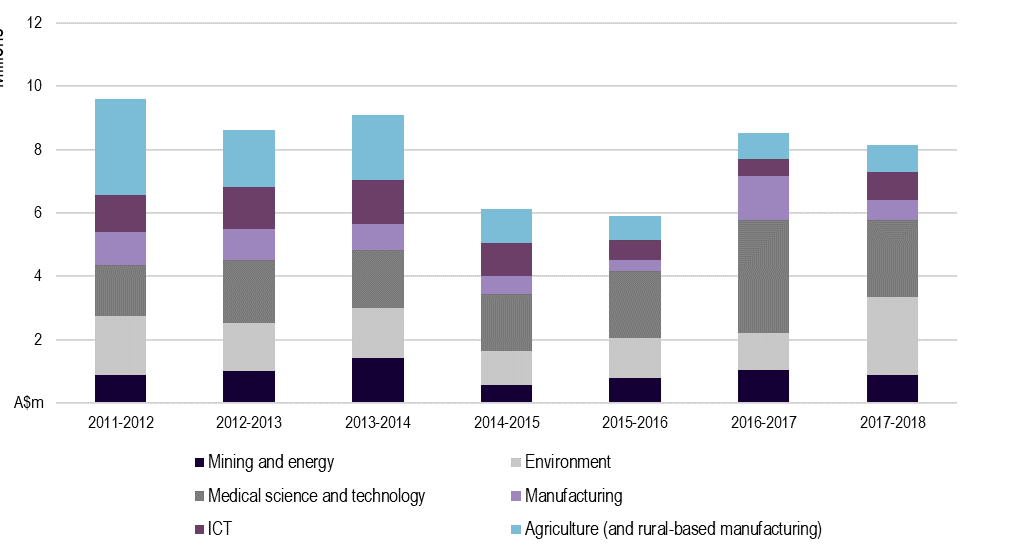 Millions
12
10
8
6
4
2
A$m
2011-2012 2012-2013 2013-2014 2014-2015 2015-2016 2016-2017 2017-2018
Mining and energy Environment
Medical science and technology Manufacturing
ICT Agriculture (and rural-based manufacturing)